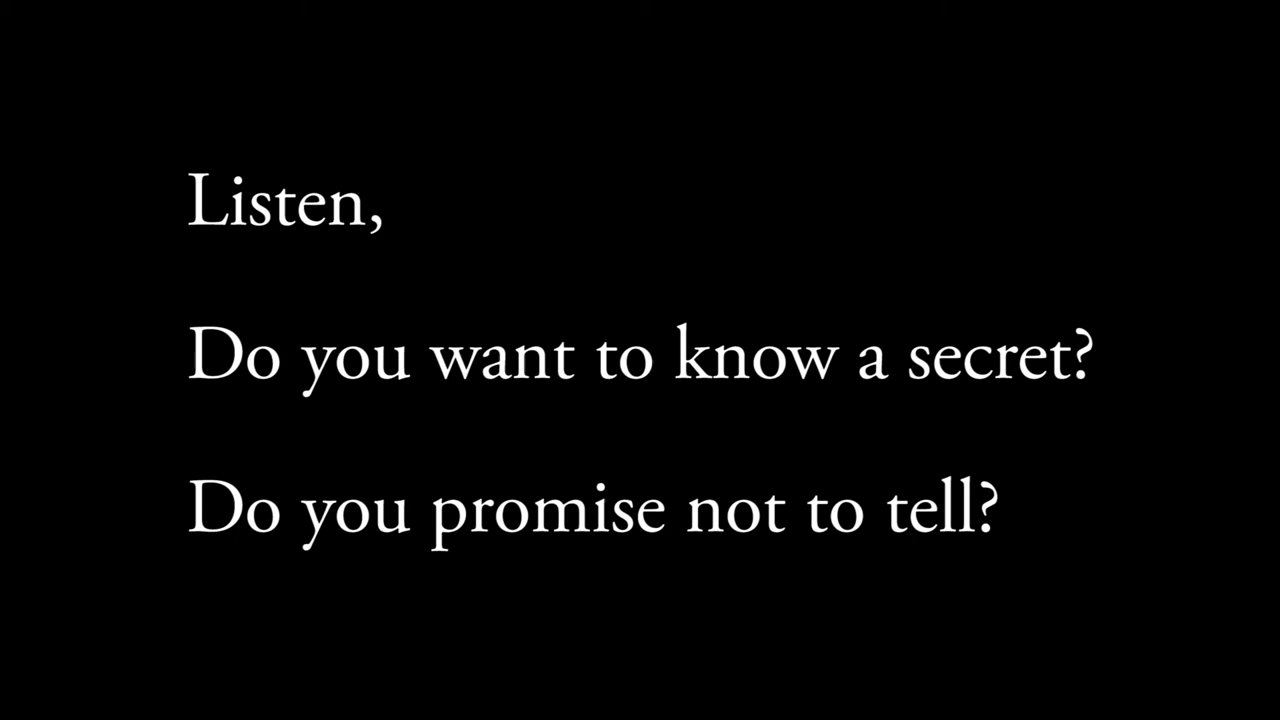 Listen,
Do you want to know a secret?
Do you promise not to tell?